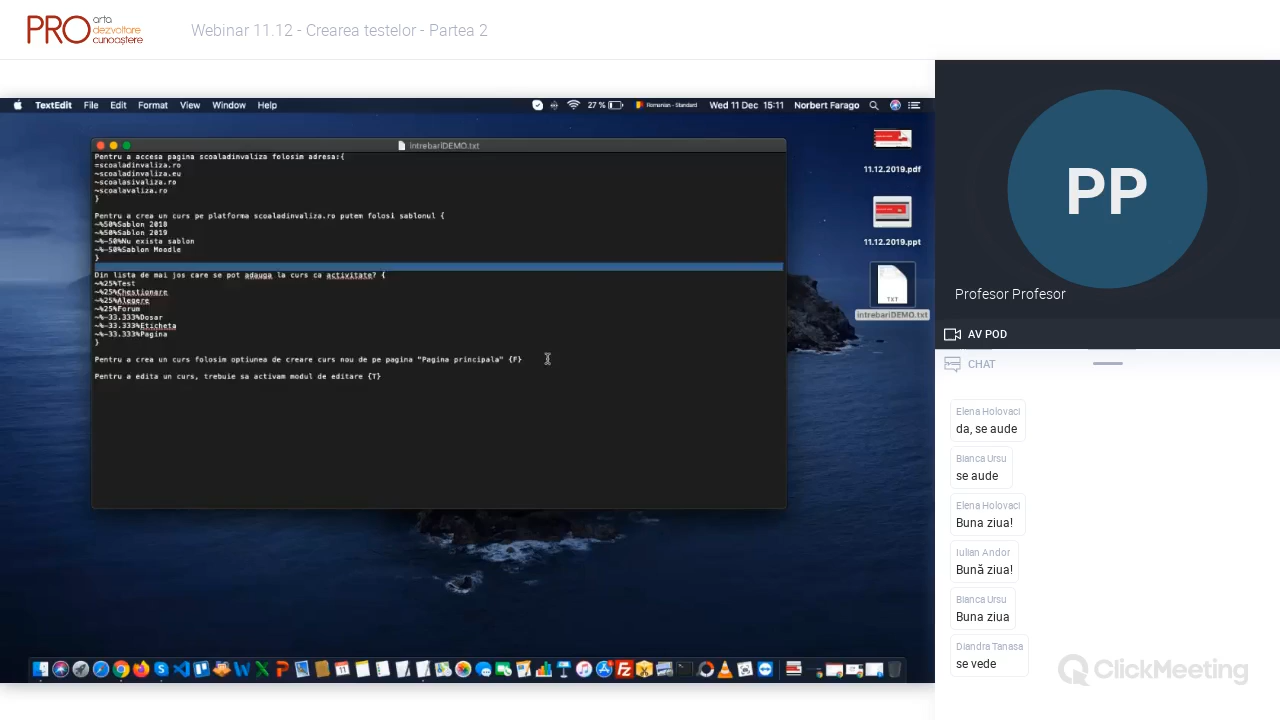 PRO arta
dezvoltare
cunoaștere
Webinar 11.12 - Crearea testelor - Partea 2
TextEdit File Edit Format View Window Help
27 % Romanian - Standard Wed 11 Dec 15:11 Norbert Farago
intrebariDEMO.txt
Pentru a accesa pagina scoaladinvaliza folosim adresa:{
=scoaladinvaliza.ro
~scoaladinvaliza.eu
~scoalasivaliza.ro
~scoalavaliza.ro
}
Pentru a crea un curs pe platforma scoaladinvaliza.ro putem folosi sablonul {
~%50%Sablon 2018
~%50%Sablon 2019
~%-50%Nu exista sablon
~%-50%Sablon Moodle
}
Din lista de mai jos care se pot adauga la curs ca activitate? {
~%25%Test
~%25%Chestionare
~%25%Alegere
~%25%Forum
~%-33.333%Dosar
~%-33.333%Eticheta
~%-33.333%Pagina
}
Pentru a crea un curs folosim optiunea de creare curs nou de pe pagina "Pagina principala" {F}
Pentru a edita un curs, trebuie sa activam modul de editare {T}
11.12.2019.pdf
11.12.2019.ppt
TXT
intrebariDEMO.txt
PP
Profesor Profesor
AV POD
CHAT
Elena Holovaci
da, se aude
Bianca Ursu
se aude
Elena Holovaci
Buna ziua!
Iulian Andor
Bună ziua!
Bianca Ursu
Buna ziua
Diandra Tanasa
se vede
ClickMeeting